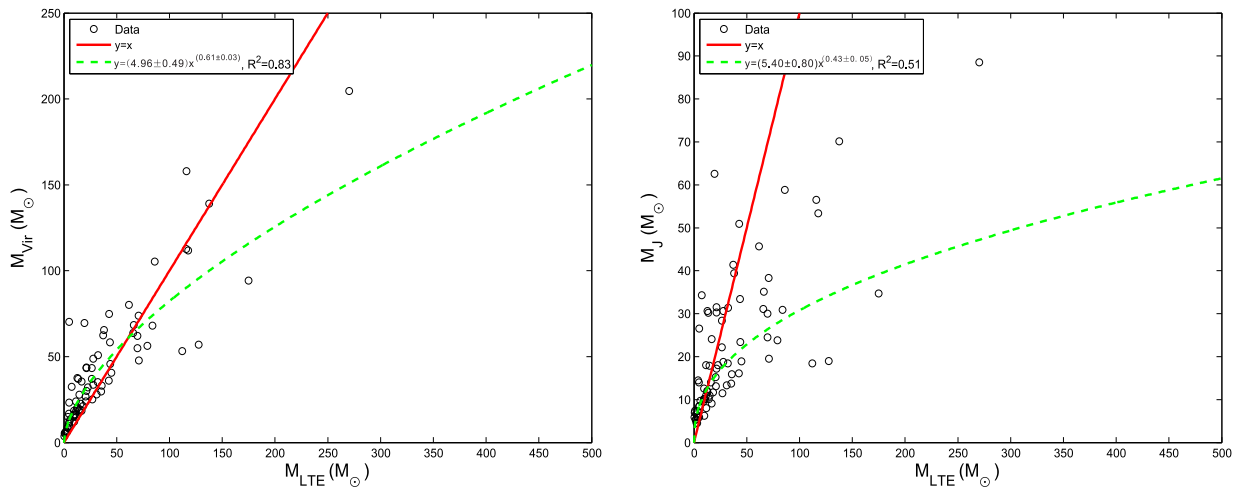 Data
y=x
y=(4.96±0.49)x^(0.61±0.03), R²=0.83
250
200
150
100
50
0
M_Vir (M_⊙)
0 50 100 150 200 250 300 350 400 450 500
M_LTE (M_⊙)
Data
y=x
y=(5.40±0.80)x^(0.43±0.05), R²=0.51
100
90
80
70
60
50
40
30
20
10
0
M_J (M_⊙)
0 50 100 150 200 250 300 350 400 450 500
M_LTE (M_⊙)